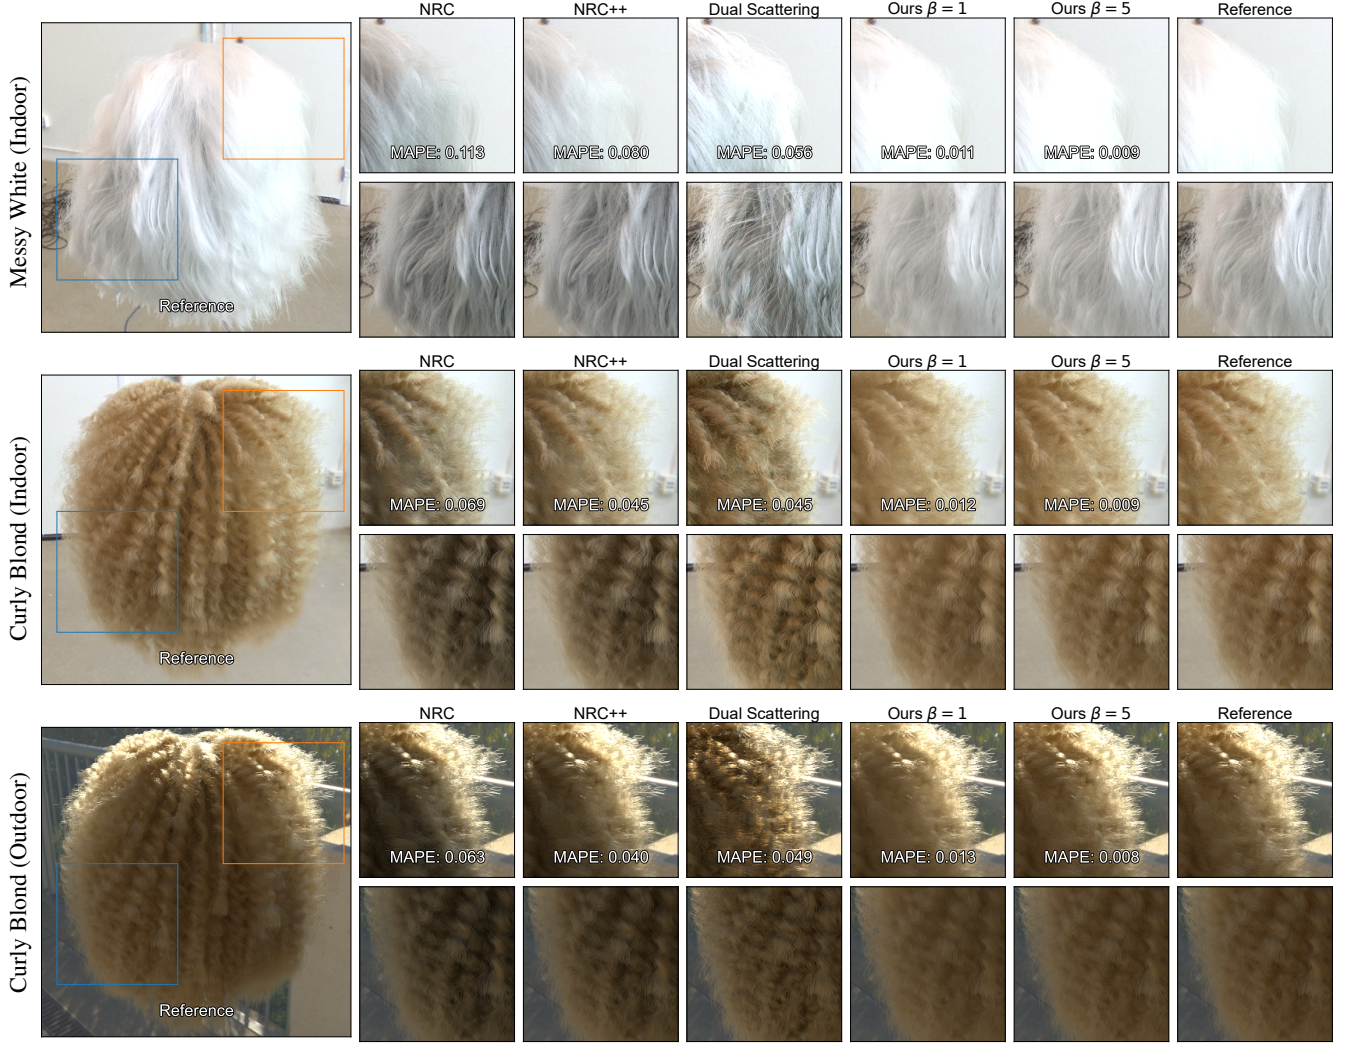 NRC NRC++ Dual Scattering Ours β = 1 Ours β = 5 Reference
Messy White (Indoor)
MAPE: 0.113 MAPE: 0.080 MAPE: 0.056 MAPE: 0.011 MAPE: 0.009
Reference
NRC NRC++ Dual Scattering Ours β = 1 Ours β = 5 Reference
Curly Blond (Indoor)
MAPE: 0.069 MAPE: 0.045 MAPE: 0.045 MAPE: 0.012 MAPE: 0.009
Reference
NRC NRC++ Dual Scattering Ours β = 1 Ours β = 5 Reference
Curly Blond (Outdoor)
MAPE: 0.063 MAPE: 0.040 MAPE: 0.049 MAPE: 0.013 MAPE: 0.008
Reference